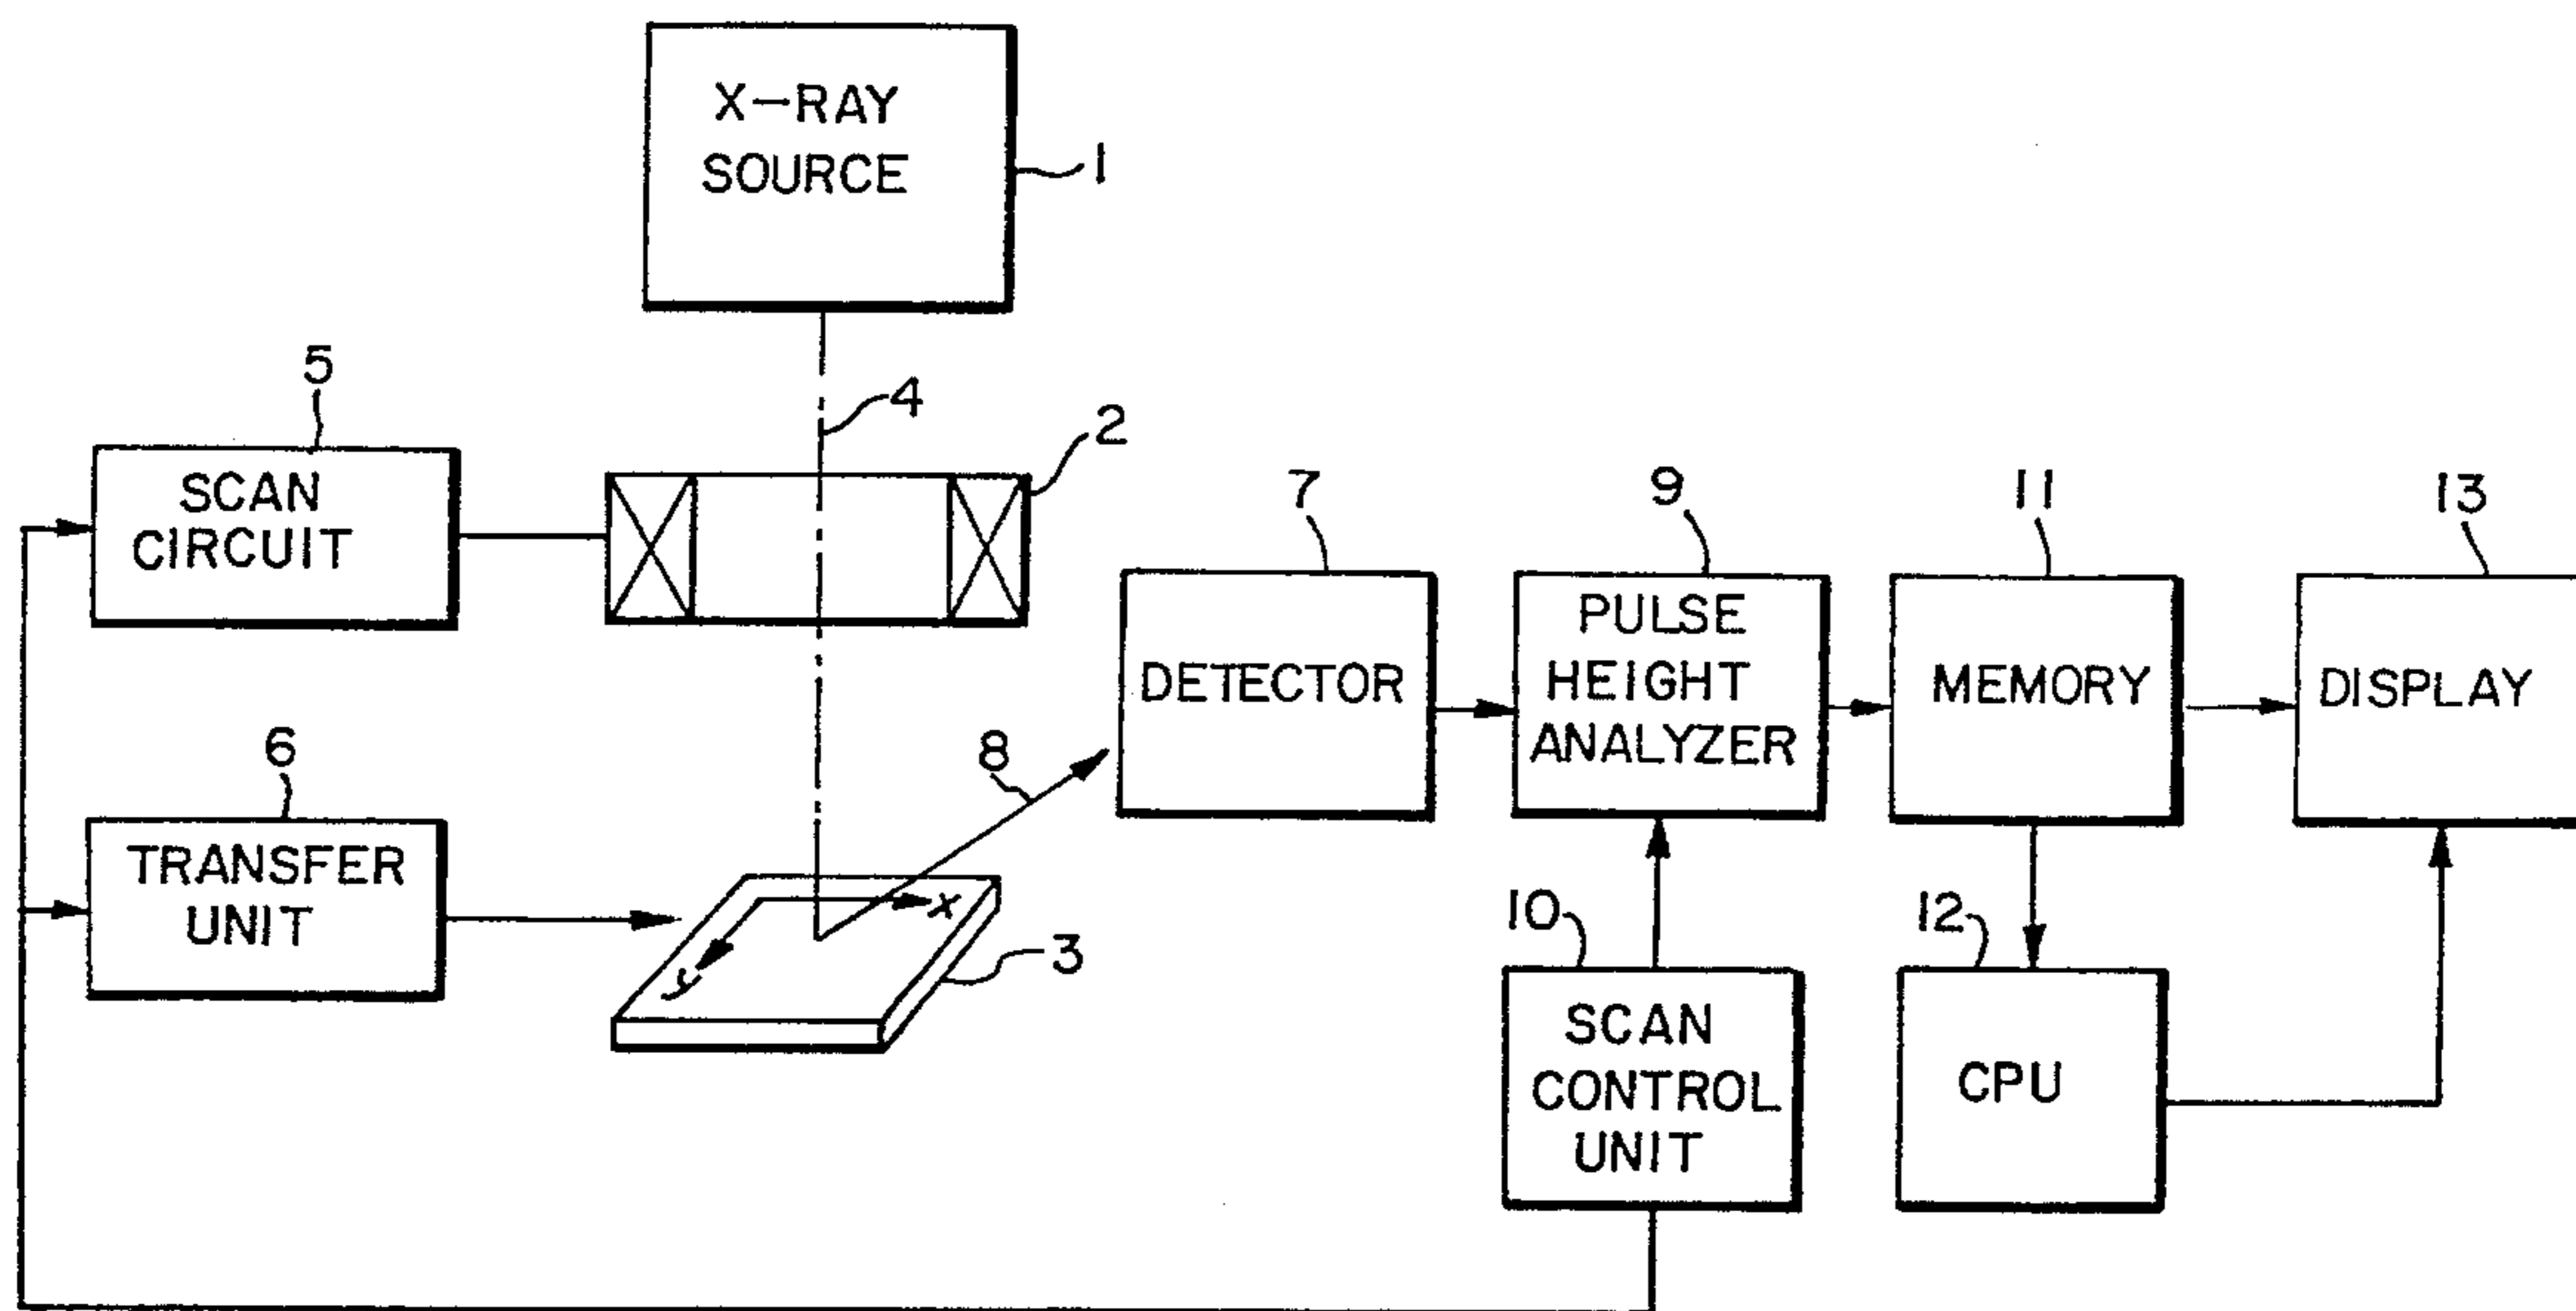 X-RAY
SOURCE
1
5
4
2
SCAN
CIRCUIT
7
9
11
13
DETECTOR
PULSE
HEIGHT
ANALYZER
MEMORY
DISPLAY
6
TRANSFER
UNIT
8
x
y
3
10
SCAN
CONTROL
UNIT
12
CPU